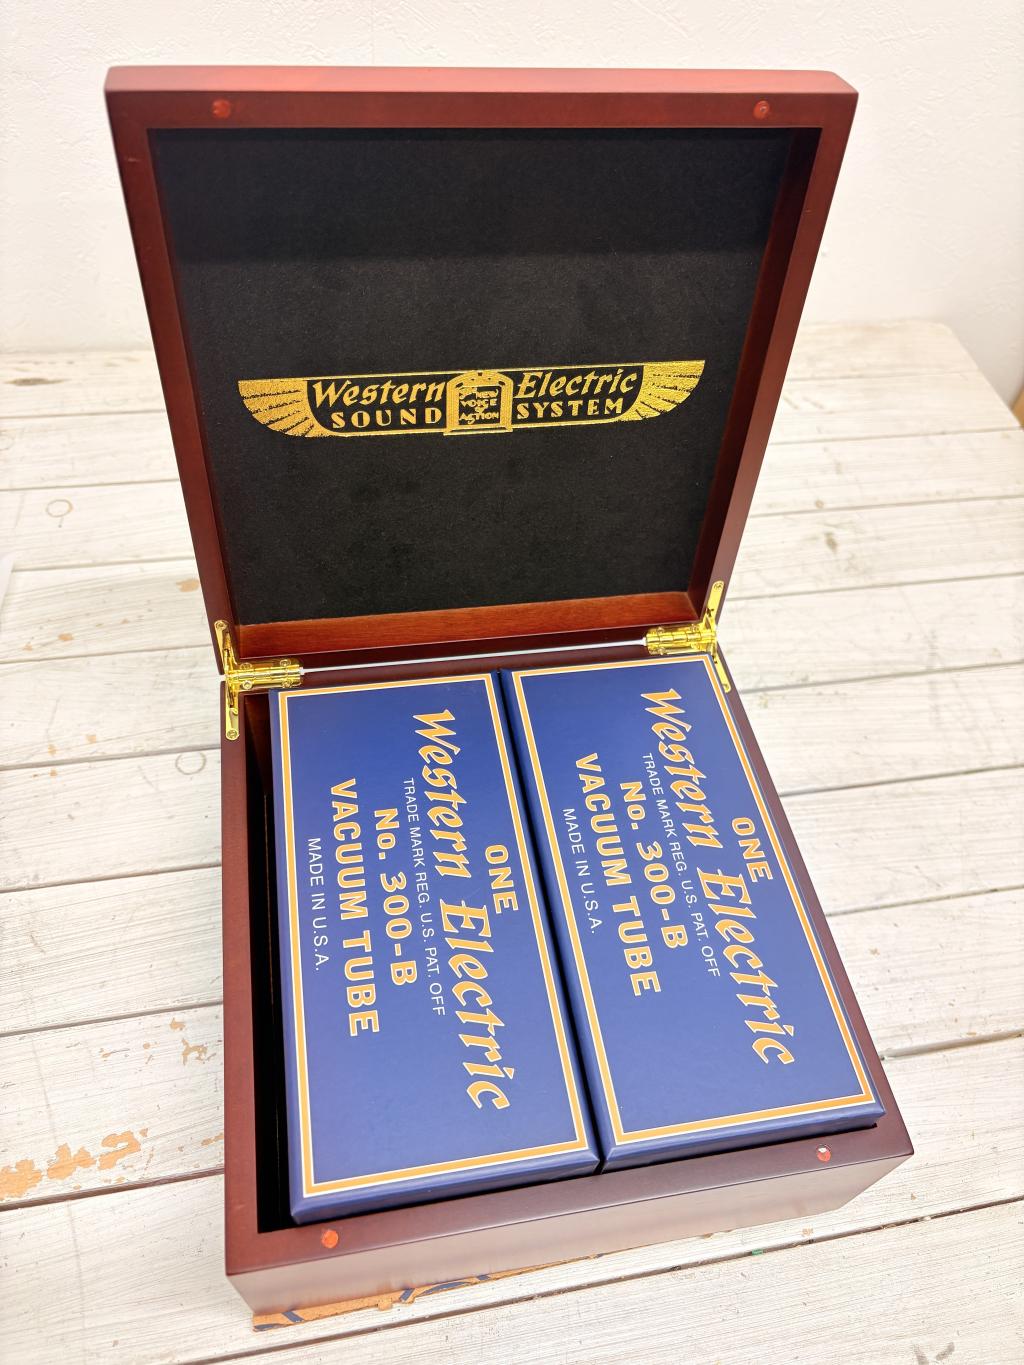 Western Electric
SOUND SYSTEM
A NEW
VOICE
&
ACTION
ONE
Western Electric
TRADE MARK REG. U.S. PAT. OFF
No. 300-B
VACUUM TUBE
MADE IN U.S.A.
ONE
Western Electric
TRADE MARK REG. U.S. PAT. OFF
No. 300-B
VACUUM TUBE
MADE IN U.S.A.